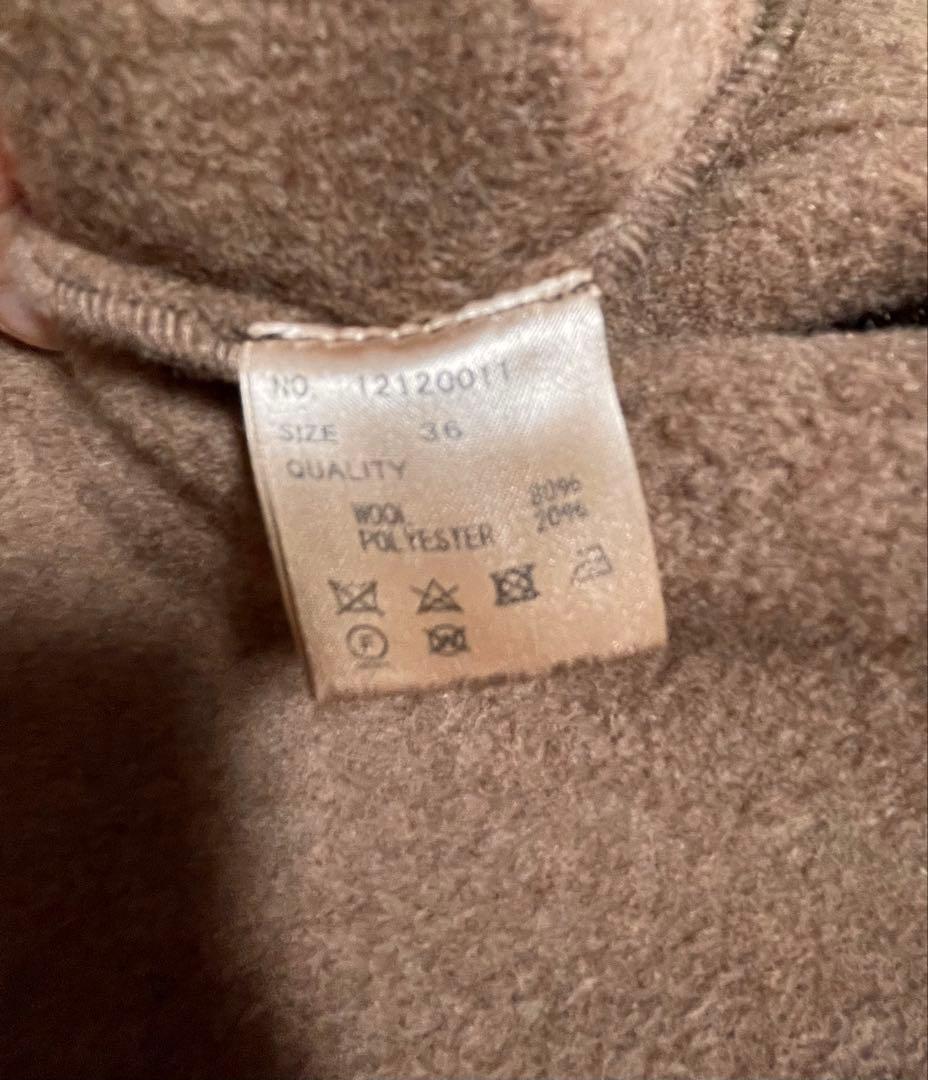 NO. 12120011
SIZE 36
QUALITY
WOOL 80%
POLYESTER 20%
F
W